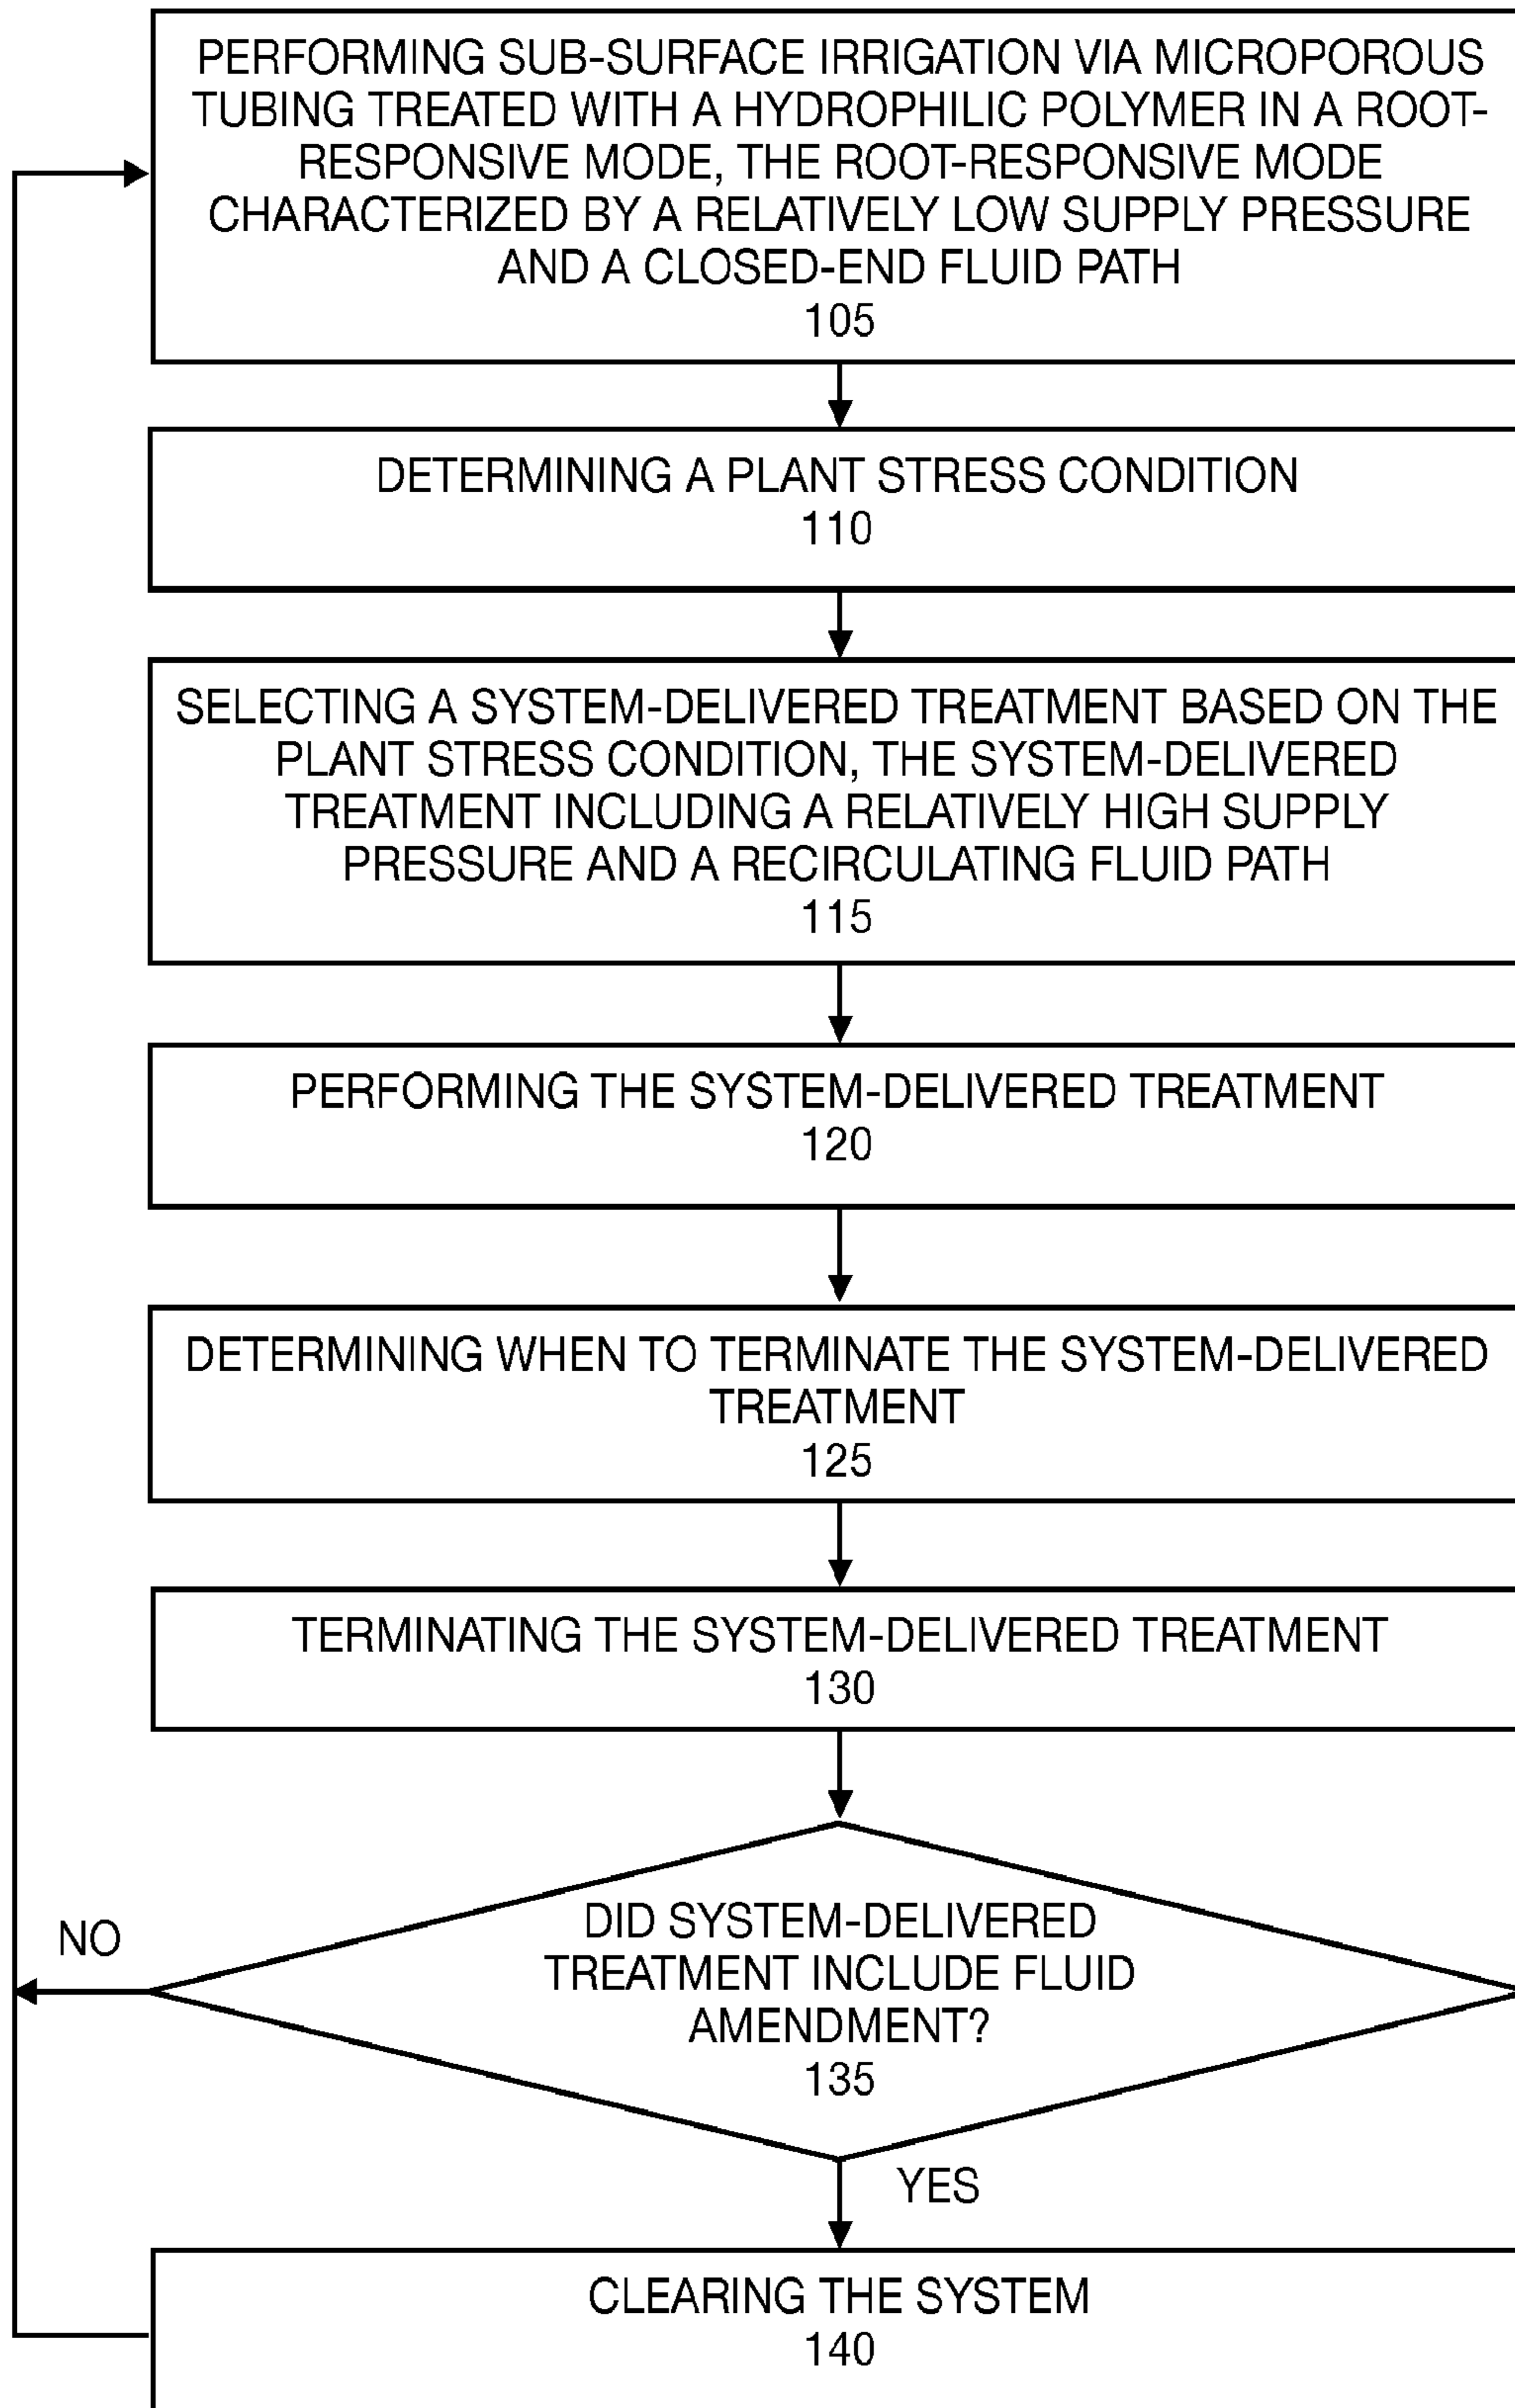 PERFORMING SUB-SURFACE IRRIGATION VIA MICROPOROUS
TUBING TREATED WITH A HYDROPHILIC POLYMER IN A ROOT-
RESPONSIVE MODE, THE ROOT-RESPONSIVE MODE
CHARACTERIZED BY A RELATIVELY LOW SUPPLY PRESSURE
AND A CLOSED-END FLUID PATH
105
DETERMINING A PLANT STRESS CONDITION
110
SELECTING A SYSTEM-DELIVERED TREATMENT BASED ON THE
PLANT STRESS CONDITION, THE SYSTEM-DELIVERED
TREATMENT INCLUDING A RELATIVELY HIGH SUPPLY
PRESSURE AND A RECIRCULATING FLUID PATH
115
PERFORMING THE SYSTEM-DELIVERED TREATMENT
120
DETERMINING WHEN TO TERMINATE THE SYSTEM-DELIVERED
TREATMENT
125
TERMINATING THE SYSTEM-DELIVERED TREATMENT
130
NO
DID SYSTEM-DELIVERED
TREATMENT INCLUDE FLUID
AMENDMENT?
135
YES
CLEARING THE SYSTEM
140